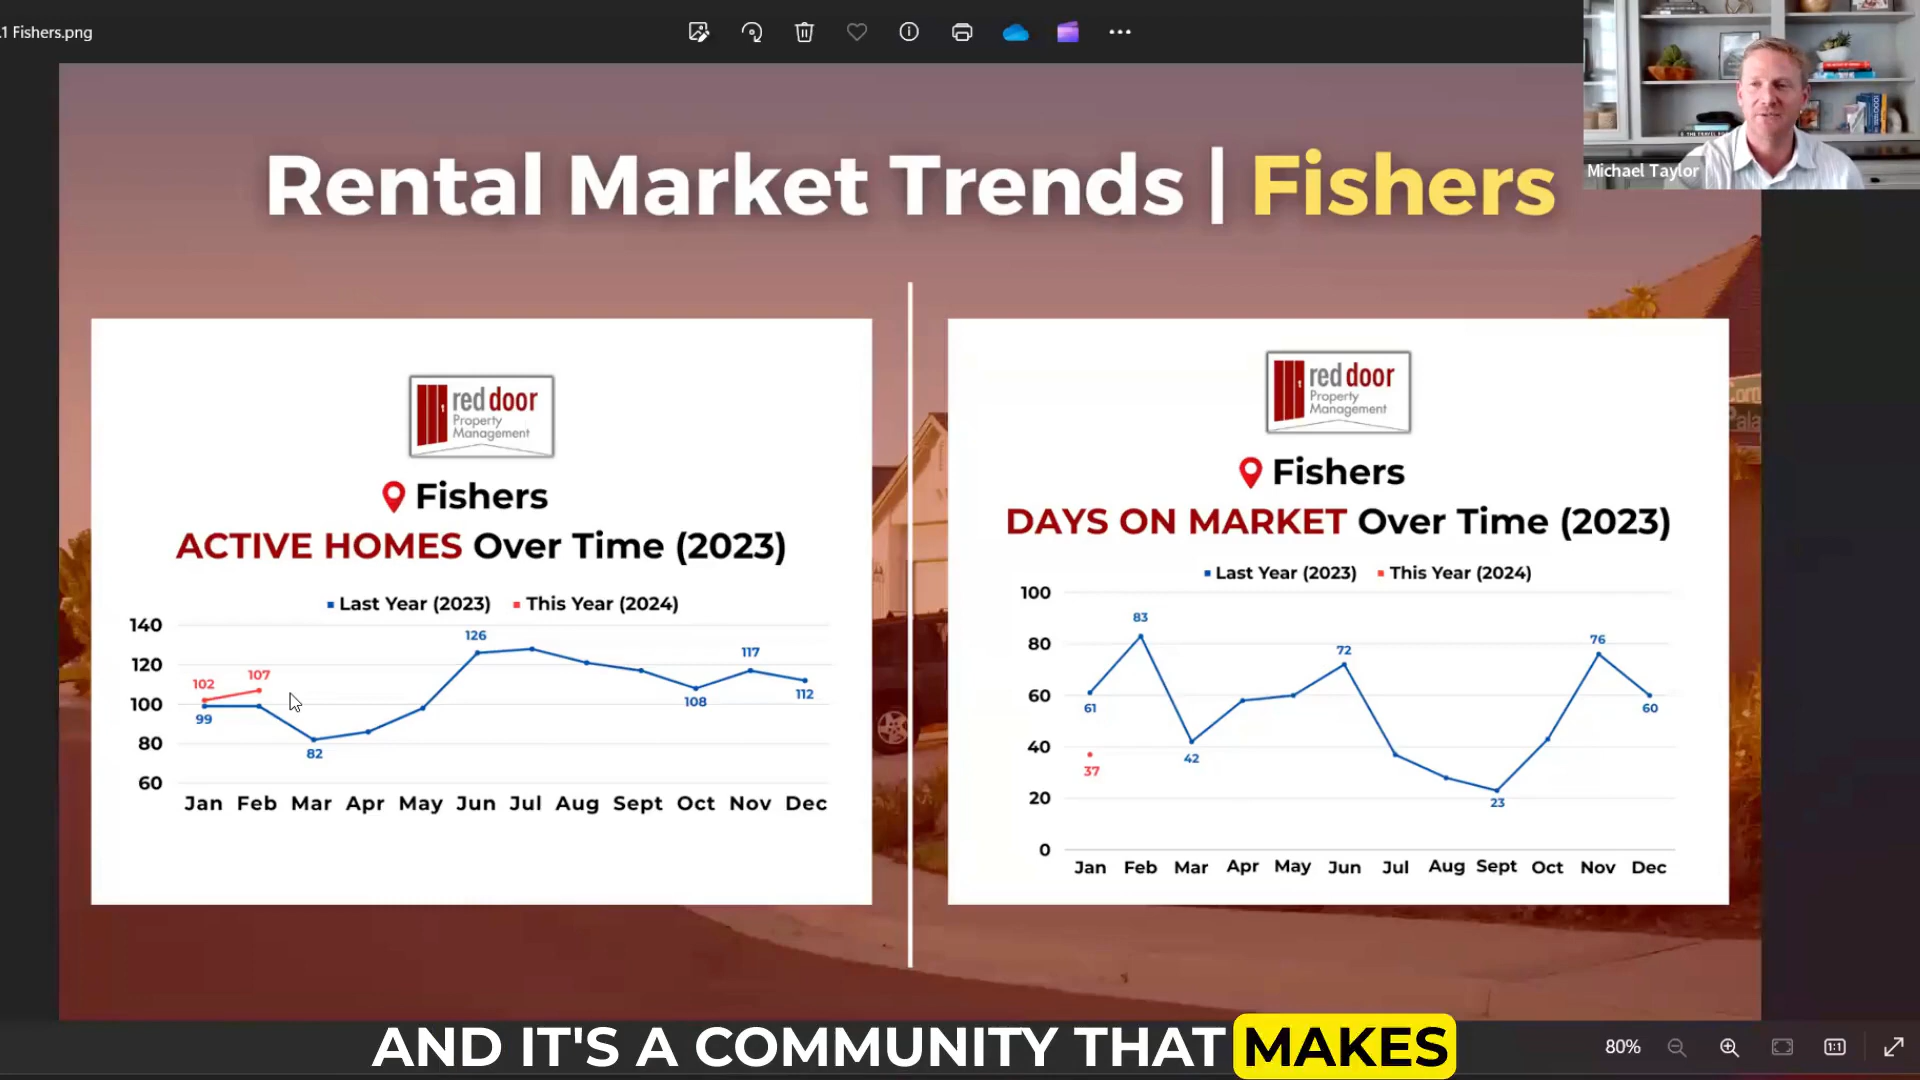 .1 Fishers.png
Michael Taylor
Rental Market Trends | Fishers
red door
Property
Management
Fishers
ACTIVE HOMES Over Time (2023)
Last Year (2023) This Year (2024)
140
120
100
80
60
102
107
99
82
126
108
117
112
Jan Feb Mar Apr May Jun Jul Aug Sept Oct Nov Dec
red door
Property
Management
Fishers
DAYS ON MARKET Over Time (2023)
Last Year (2023) This Year (2024)
100
80
60
40
20
0
61
37
83
42
72
23
76
60
Jan Feb Mar Apr May Jun Jul Aug Sept Oct Nov Dec
AND IT'S A COMMUNITY THAT MAKES
80%
1:1